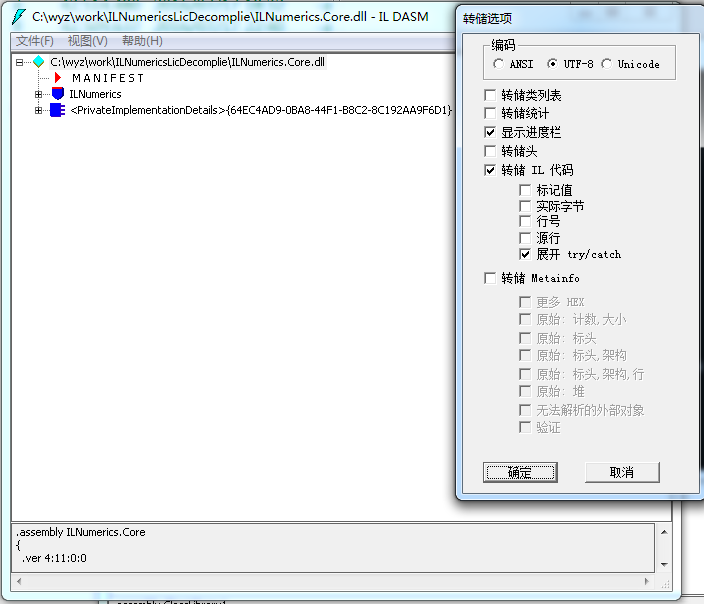 C:\wyz\work\ILNumericsLicDecomplie\ILNumerics.Core.dll - IL DASM
文件(F) 视图(V) 帮助(H)
C:\wyz\work\ILNumericsLicDecomplie\ILNumerics.Core.dll
M A N I F E S T
ILNumerics
<PrivateImplementationDetails>{64EC4AD9-0BA8-44F1-B8C2-8C192AA9F6D1}
.assembly ILNumerics.Core
{
.ver 4:11:0:0
转储选项
编码
ANSI UTF-8 Unicode
转储类列表
转储统计
显示进度栏
转储头
转储 IL 代码
标记值
实际字节
行号
源行
展开 try/catch
转储 Metainfo
更多 HEX
原始: 计数,大小
原始: 标头
原始: 标头,架构
原始: 标头,架构,行
原始: 堆
无法解析的外部对象
验证
确定 取消